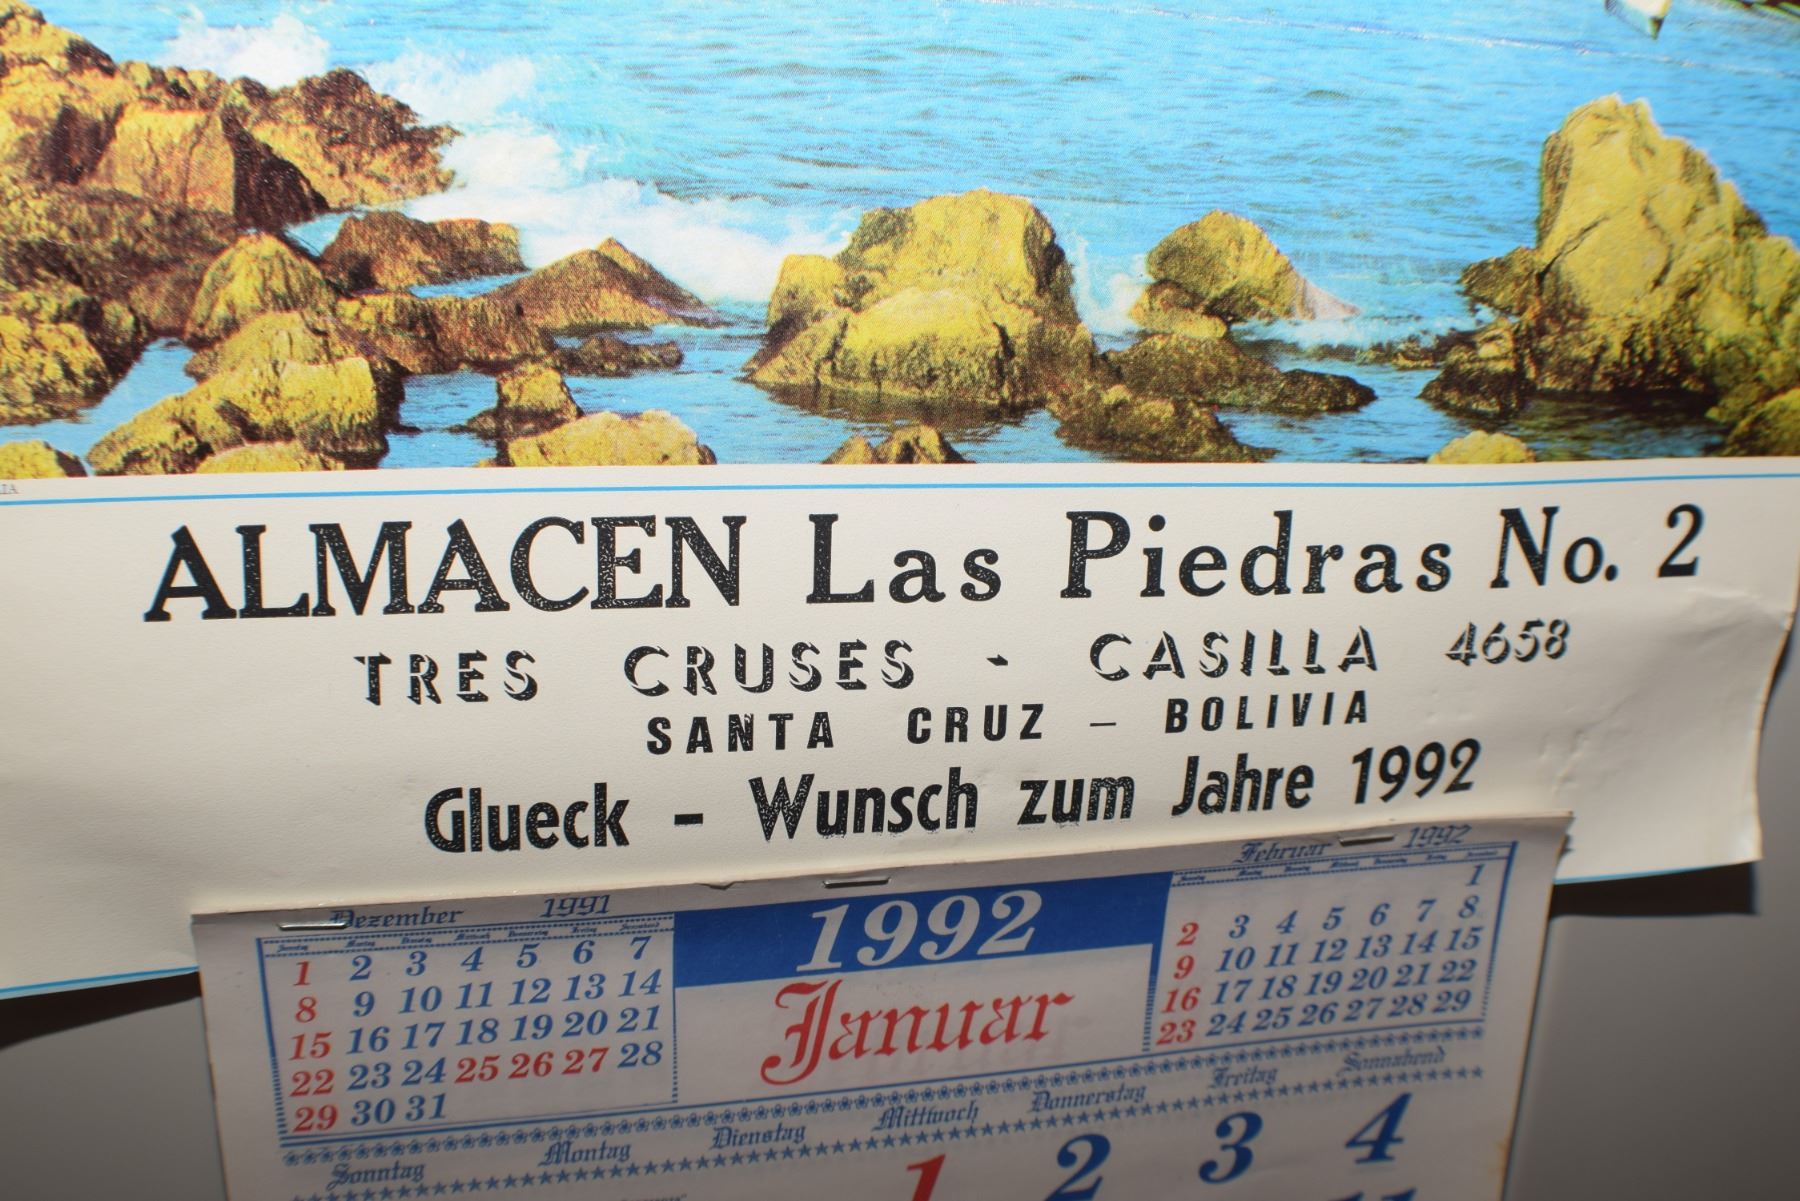 ALMACEN Las Piedras No. 2
TRES CRUSES - CASILLA 4658
SANTA CRUZ – BOLIVIA
Glueck - Wunsch zum Jahre 1992
Dezember 1991
1 2 3 4 5 6 7
8 9 10 11 12 13 14
15 16 17 18 19 20 21
22 23 24 25 26 27 28
29 30 31
1992
Januar
Februar 1992
1
2 3 4 5 6 7 8
9 10 11 12 13 14 15
16 17 18 19 20 21 22
23 24 25 26 27 28 29
Sonntag Montag Dienstag Mittwoch Donnerstag Freitag Sonnabend
1 2 3 4